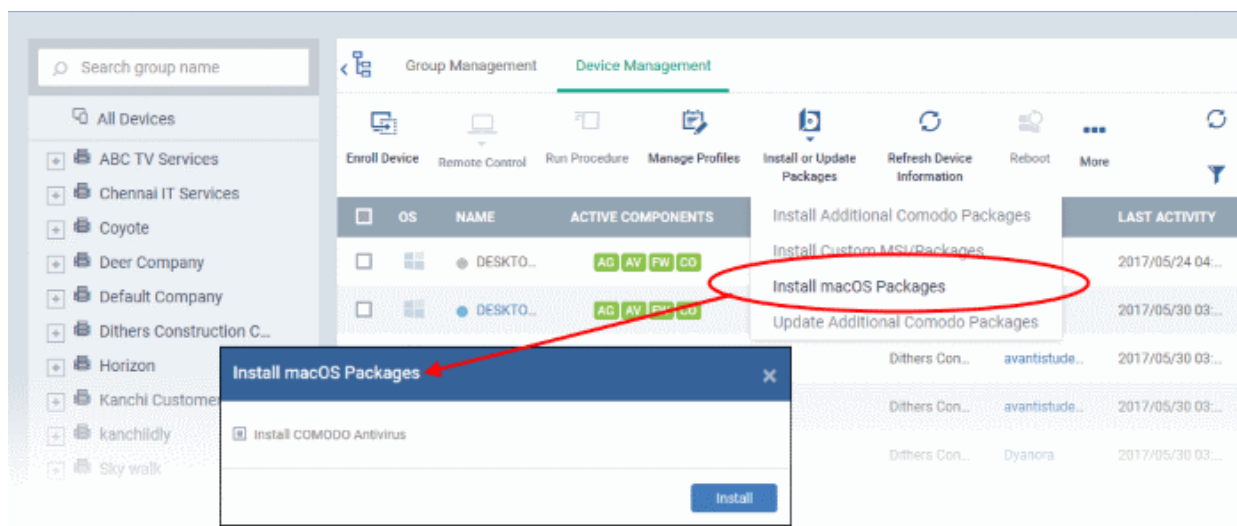 Search group name
All Devices
ABC TV Services
Chennai IT Services
Coyote
Deer Company
Default Company
Dithers Construction C...
Horizon
Kanchi Customer
kanchildly
Sky walk
Group Management Device Management
Enroll Device Remote Control Run Procedure Manage Profiles Install or Update Packages Refresh Device Information Reboot More
OS NAME ACTIVE COMPONENTS LAST ACTIVITY
Install Additional Comodo Packages
Install Custom MSI/Packages
Install macOS Packages
Update Additional Comodo Packages
DESKTO... AG AV FW CO 2017/05/24 04:...
DESKTO... AG AV FW CO 2017/05/30 03:...
Dithers Con... avantistude... 2017/05/30 03:...
Dithers Con... avantistude... 2017/05/30 03:...
Dithers Con... Dyanora 2017/05/30 03:...
Install macOS Packages
Install COMODO Antivirus
Install